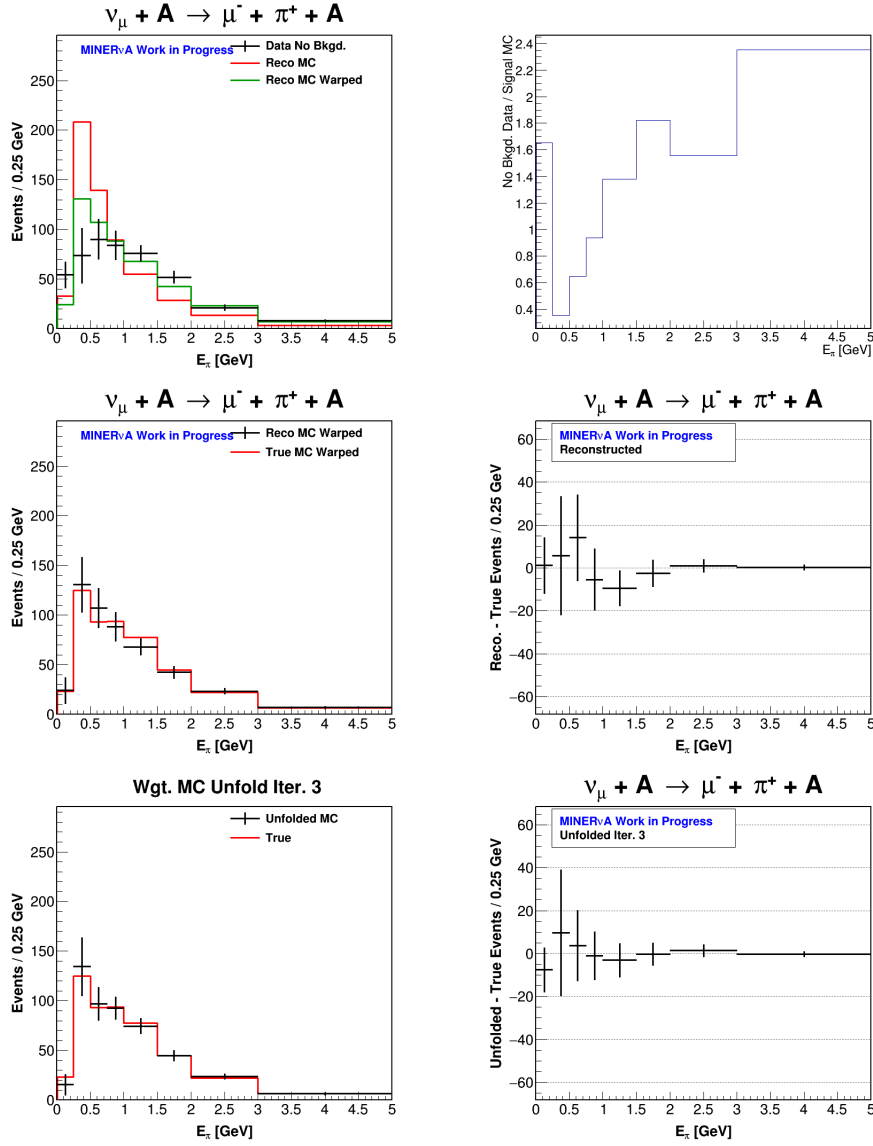 νμ + A → μ- + π+ + A
MINERνA Work in Progress
Data No Bkgd.
Reco MC
Reco MC Warped
Events / 0.25 GeV
250
200
150
100
50
0
0 0.5 1 1.5 2 2.5 3 3.5 4 4.5 5
Eπ [GeV]
No Bkgd. Data / Signal MC
2.4
2.2
2
1.8
1.6
1.4
1.2
1
0.8
0.6
0.4
0 0.5 1 1.5 2 2.5 3 3.5 4 4.5 5
Eπ [GeV]
νμ + A → μ- + π+ + A
MINERνA Work in Progress
Reco MC Warped
True MC Warped
Events / 0.25 GeV
250
200
150
100
50
0
0 0.5 1 1.5 2 2.5 3 3.5 4 4.5 5
Eπ [GeV]
νμ + A → μ- + π+ + A
MINERνA Work in Progress
Reconstructed
Reco. - True Events / 0.25 GeV
60
40
20
0
−20
−40
−60
0 0.5 1 1.5 2 2.5 3 3.5 4 4.5 5
Eπ [GeV]
Wgt. MC Unfold Iter. 3
Unfolded MC
True
Events / 0.25 GeV
250
200
150
100
50
0
0 0.5 1 1.5 2 2.5 3 3.5 4 4.5 5
Eπ [GeV]
νμ + A → μ- + π+ + A
MINERνA Work in Progress
Unfolded Iter. 3
Unfolded - True Events / 0.25 GeV
60
40
20
0
−20
−40
−60
0 0.5 1 1.5 2 2.5 3 3.5 4 4.5 5
Eπ [GeV]